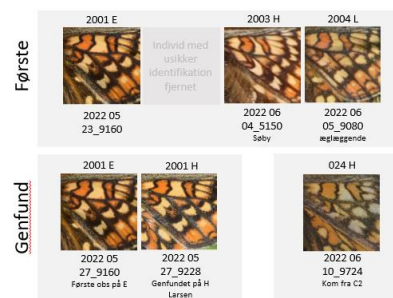 Første
2001 E
2022 05
23_9160
Individ med
usikker
identifikation
fjernet
2003 H
2022 06
04_5150
Søby
2004 L
2022 06
05_9080
æglæggende
Genfund
2001 E
2022 05
27_9160
Første obs på E
2001 H
2022 05
27_9228
Genfundet på H
Larsen
024 H
2022 06
10_9724
Kom fra C2